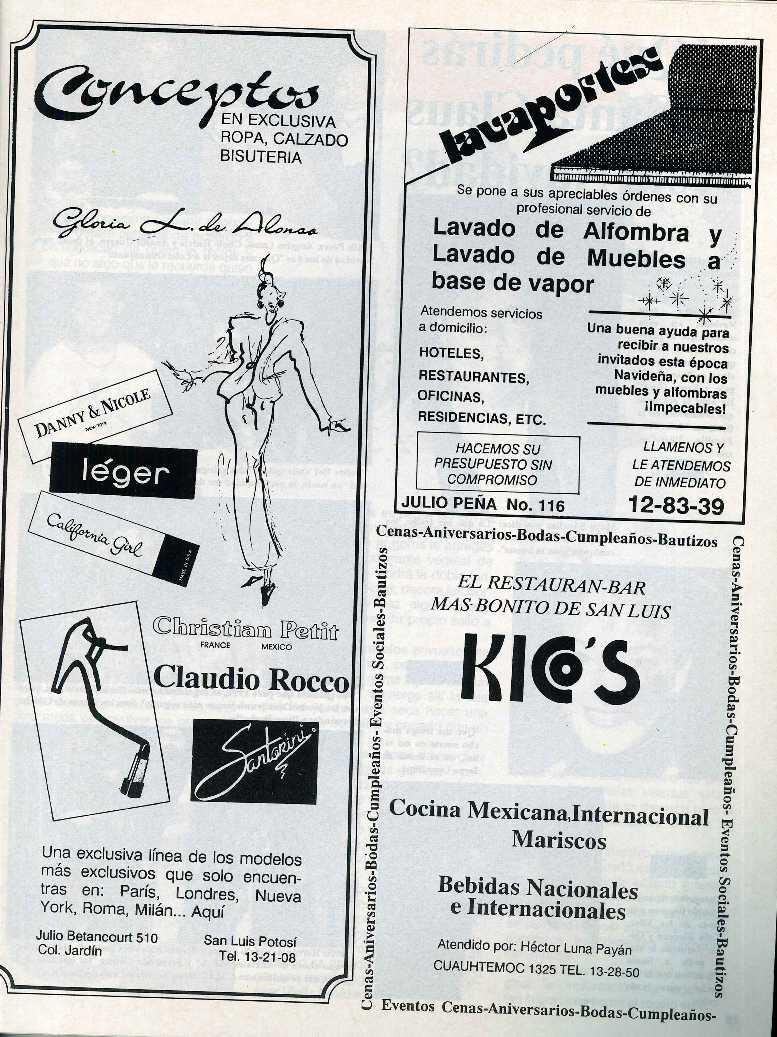 Conceptos
EN EXCLUSIVA
ROPA, CALZADO
BISUTERIA
Gloria L. de Alonso
DANNY & NICOLE
NEW YORK
léger
California Girl
MADE IN U.S.A.
Christian Petit
FRANCE MEXICO
Claudio Rocco
Santorini
Una exclusiva línea de los modelos
más exclusivos que solo encuen-
tras en: París, Londres, Nueva
York, Roma, Milán... Aquí
Julio Betancourt 510
Col. Jardín
San Luis Potosí
Tel. 13-21-08
lavaportex
Se pone a sus apreciables órdenes con su
profesional servicio de
Lavado de Alfombra y
Lavado de Muebles a
base de vapor
Atendemos servicios
a domicilio:
HOTELES,
RESTAURANTES,
OFICINAS,
RESIDENCIAS, ETC.
Una buena ayuda para
recibir a nuestros
invitados esta época
Navideña, con los
muebles y alfombras
¡Impecables!
HACEMOS SU
PRESUPUESTO SIN
COMPROMISO
LLAMENOS Y
LE ATENDEMOS
DE INMEDIATO
JULIO PEÑA No. 116
12-83-39
Cenas-Aniversarios-Bodas-Cumpleaños-Bautizos
Cenas-Aniversarios-Bodas-Cumpleaños- Eventos Sociales-Bautizos
EL RESTAURAN-BAR
MAS BONITO DE SAN LUIS
KICO'S
Cocina Mexicana,Internacional
Mariscos
Bebidas Nacionales
e Internacionales
Atendido por: Héctor Luna Payán
CUAUHTEMOC 1325 TEL. 13-28-50
Cenas-Aniversarios-Bodas-Cumpleaños- Eventos Sociales-Bautizos
Eventos Cenas-Aniversarios-Bodas-Cumpleaños-